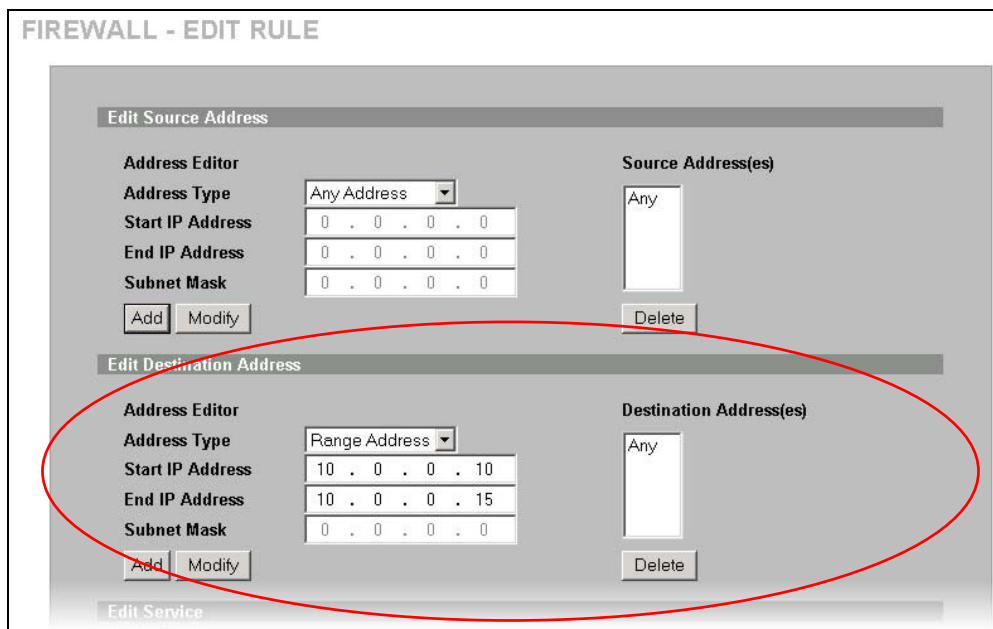 FIREWALL - EDIT RULE
Edit Source Address
Address Editor
Source Address(es)
Address Type Any Address
Any
Start IP Address 0 . 0 . 0 . 0
End IP Address 0 . 0 . 0 . 0
Subnet Mask 0 . 0 . 0 . 0
Add Modify
Delete
Edit Destination Address
Address Editor
Destination Address(es)
Address Type Range Address
Any
Start IP Address 10 . 0 . 0 . 10
End IP Address 10 . 0 . 0 . 15
Subnet Mask 0 . 0 . 0 . 0
Add Modify
Delete
Edit Service